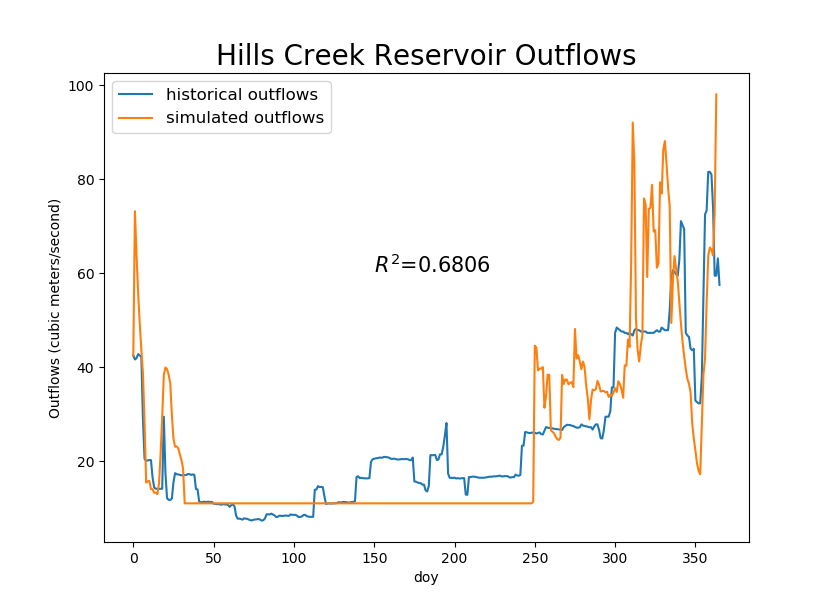 Hills Creek Reservoir Outflows
historical outflows
simulated outflows
R²=0.6806
Outflows (cubic meters/second)
100
80
60
40
20
0 50 100 150 200 250 300 350
doy